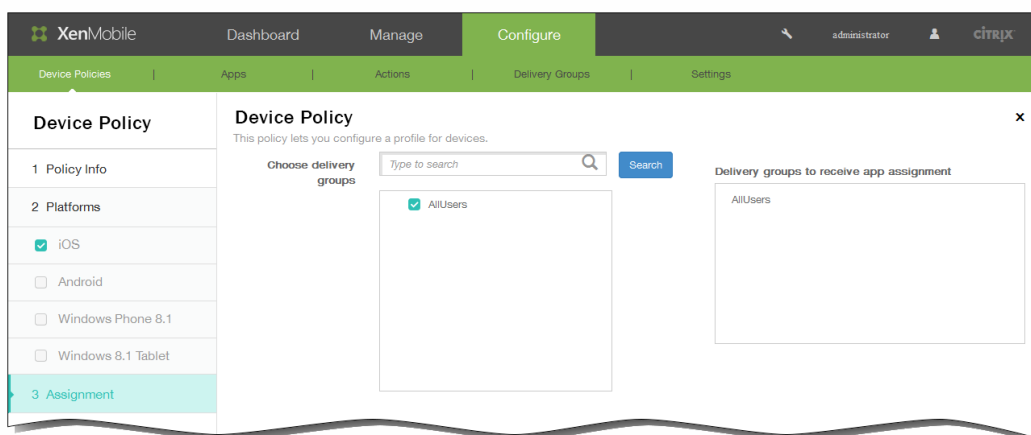 XenMobile Dashboard Manage Configure administrator CITRIX
Device Policies | Apps | Actions | Delivery Groups | Settings
Device Policy
1 Policy Info
2 Platforms
iOS
Android
Windows Phone 8.1
Windows 8.1 Tablet
3 Assignment
Device Policy
x
This policy lets you configure a profile for devices.
Choose delivery
groups
Type to search
Search
AllUsers
Delivery groups to receive app assignment
AllUsers